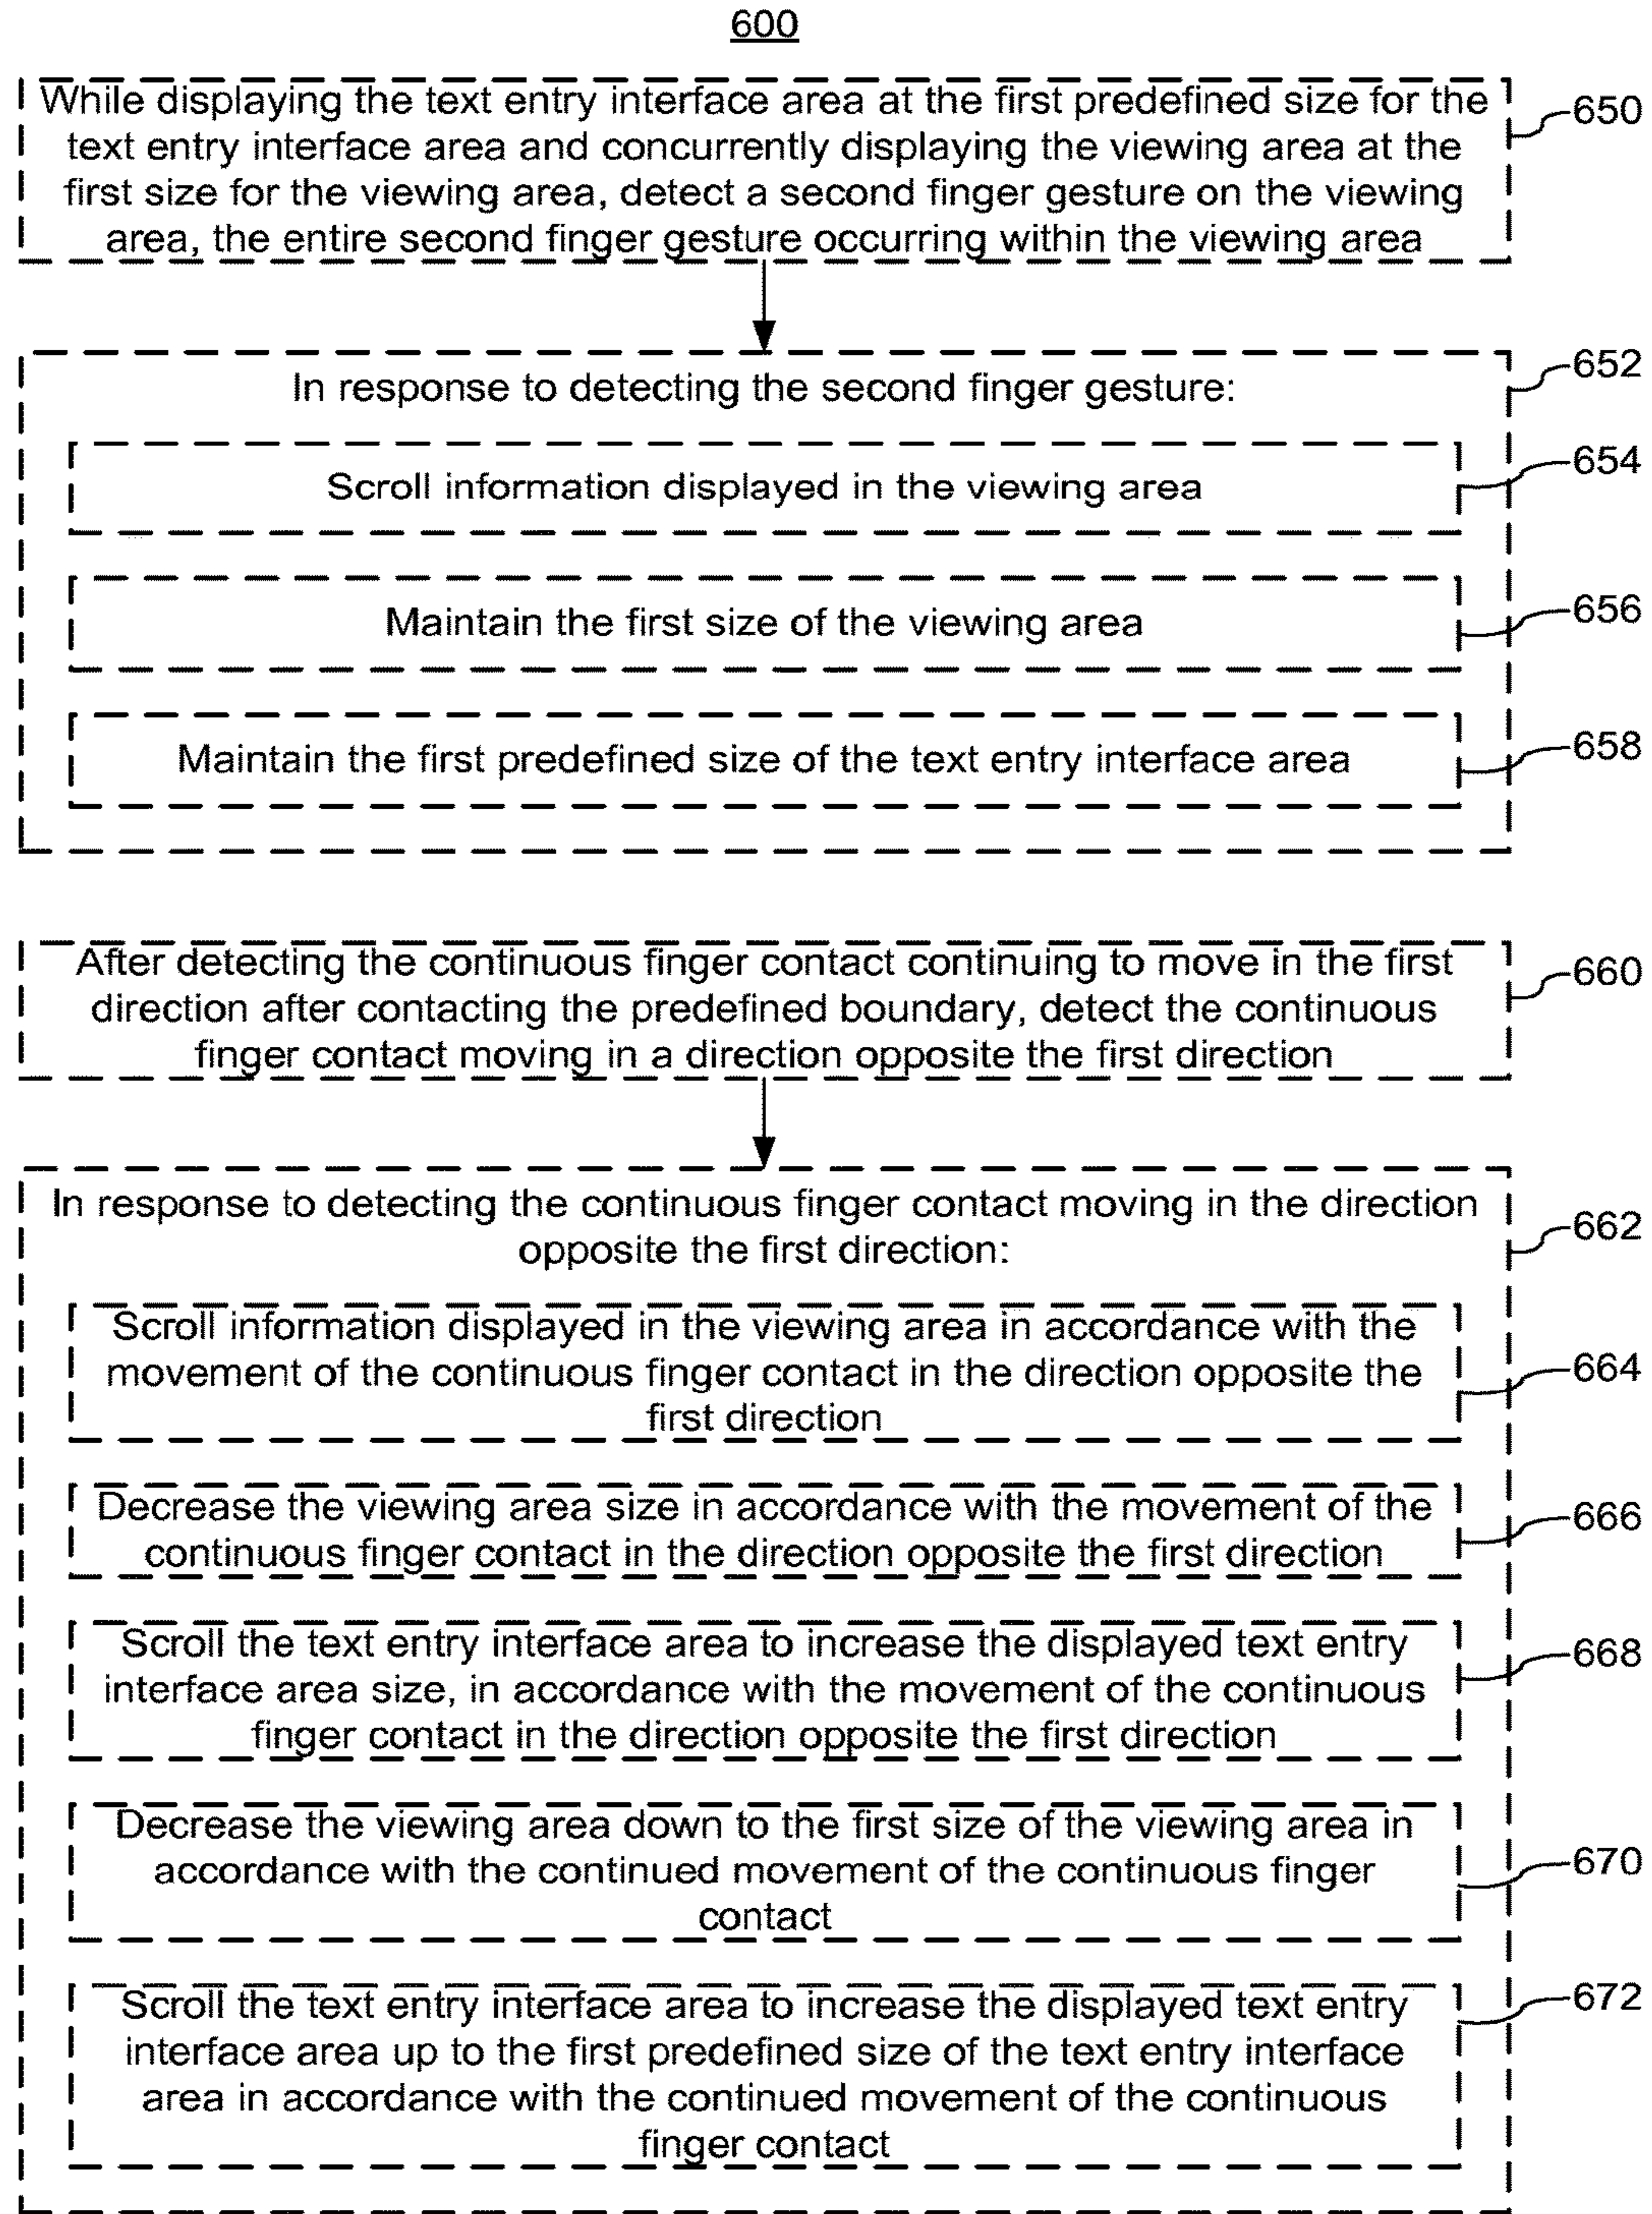 600
While displaying the text entry interface area at the first predefined size for the
text entry interface area and concurrently displaying the viewing area at the
first size for the viewing area, detect a second finger gesture on the viewing
area, the entire second finger gesture occurring within the viewing area
650
In response to detecting the second finger gesture:
652
Scroll information displayed in the viewing area
654
Maintain the first size of the viewing area
656
Maintain the first predefined size of the text entry interface area
658
After detecting the continuous finger contact continuing to move in the first
direction after contacting the predefined boundary, detect the continuous
finger contact moving in a direction opposite the first direction
660
In response to detecting the continuous finger contact moving in the direction
opposite the first direction:
662
Scroll information displayed in the viewing area in accordance with the
movement of the continuous finger contact in the direction opposite the
first direction
664
Decrease the viewing area size in accordance with the movement of the
continuous finger contact in the direction opposite the first direction
666
Scroll the text entry interface area to increase the displayed text entry
interface area size, in accordance with the movement of the continuous
finger contact in the direction opposite the first direction
668
Decrease the viewing area down to the first size of the viewing area in
accordance with the continued movement of the continuous finger
contact
670
Scroll the text entry interface area to increase the displayed text entry
interface area up to the first predefined size of the text entry interface
area in accordance with the continued movement of the continuous
finger contact
672